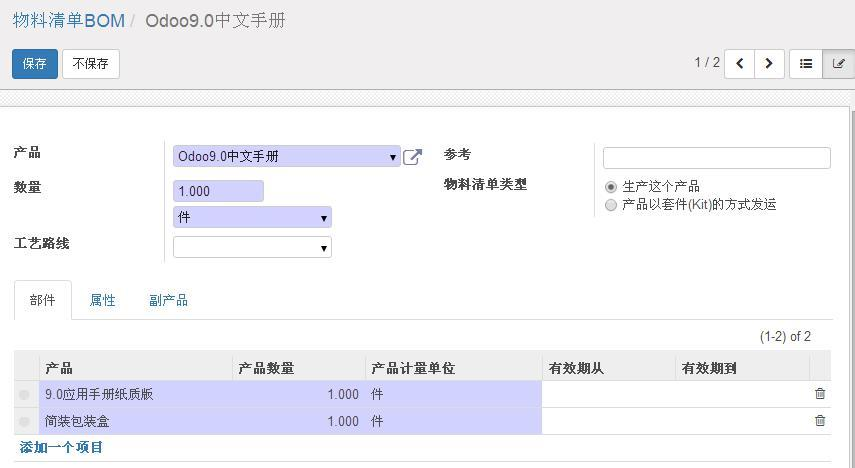 物料清单BOM / Odoo9.0中文手册
保存 不保存 1 / 2
产品 Odoo9.0中文手册 参考
数量 1.000 物料清单类型 生产这个产品
件 产品以套件(Kit)的方式发运
工艺路线
部件 属性 副产品
(1-2) of 2
产品 产品数量 产品计量单位 有效期从 有效期到
9.0应用手册纸质版 1.000 件
简装包装盒 1.000 件
添加一个项目